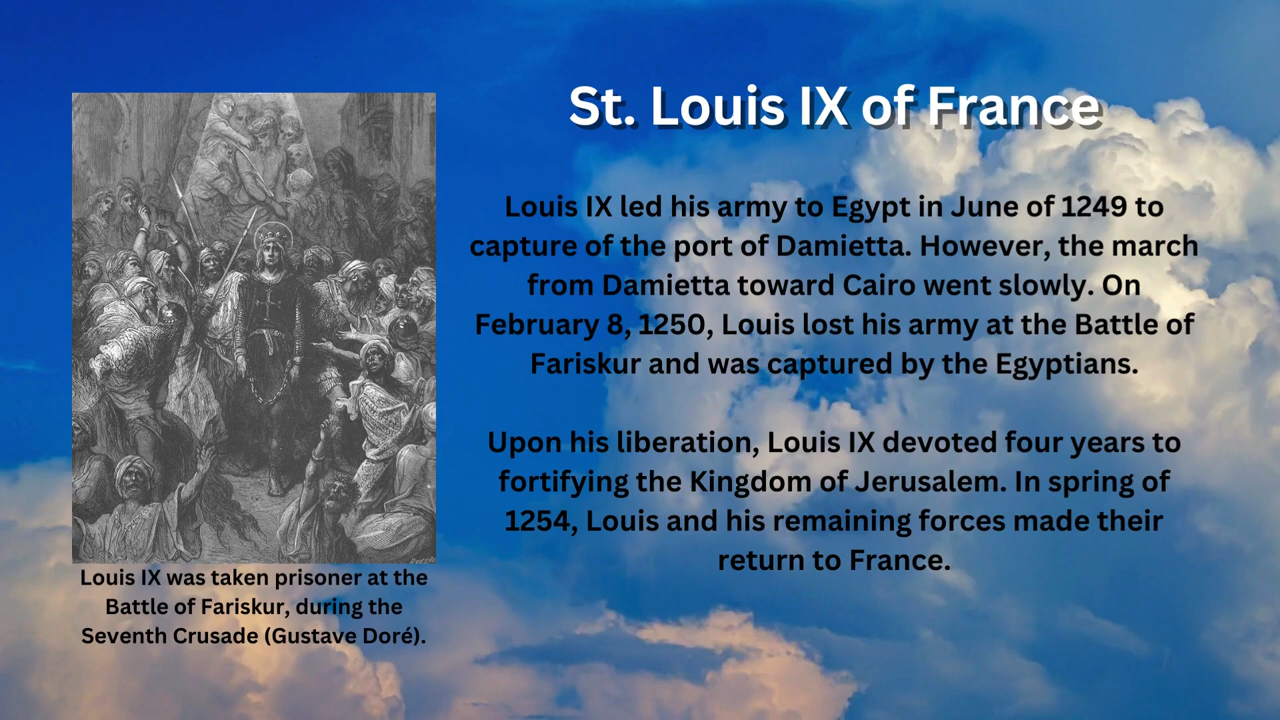 St. Louis IX of France
Louis IX led his army to Egypt in June of 1249 to
capture of the port of Damietta. However, the march
from Damietta toward Cairo went slowly. On
February 8, 1250, Louis lost his army at the Battle of
Fariskur and was captured by the Egyptians.
Upon his liberation, Louis IX devoted four years to
fortifying the Kingdom of Jerusalem. In spring of
1254, Louis and his remaining forces made their
return to France.
Louis IX was taken prisoner at the
Battle of Fariskur, during the
Seventh Crusade (Gustave Doré).